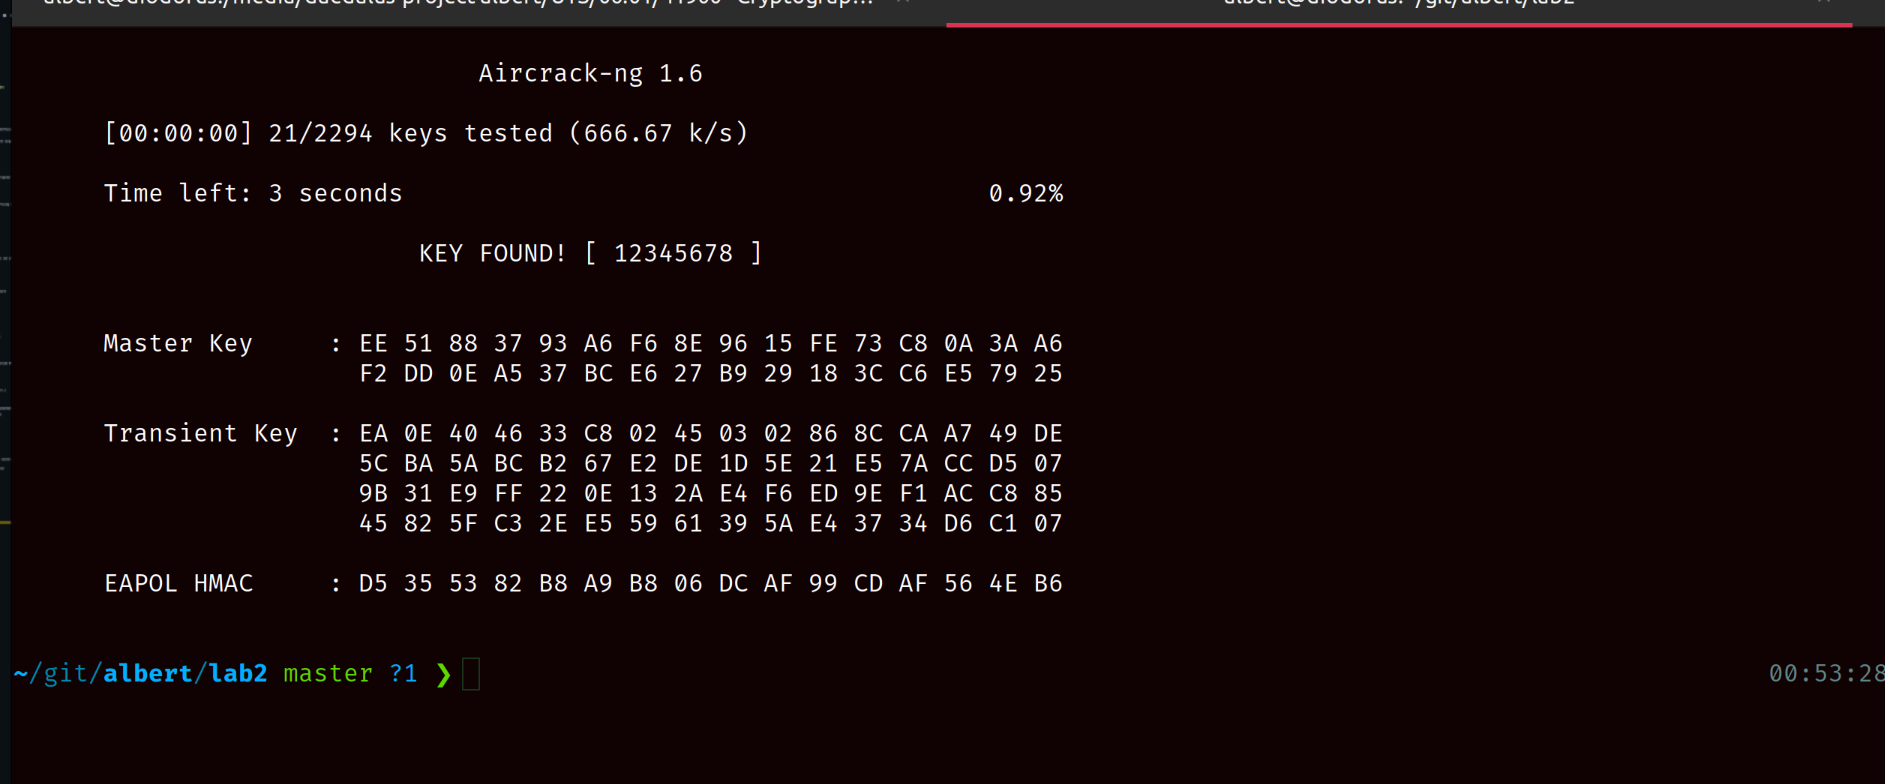 Aircrack-ng 1.6
[00:00:00] 21/2294 keys tested (666.67 k/s)
Time left: 3 seconds 0.92%
KEY FOUND! [ 12345678 ]
Master Key : EE 51 88 37 93 A6 F6 8E 96 15 FE 73 C8 0A 3A A6
F2 DD 0E A5 37 BC E6 27 B9 29 18 3C C6 E5 79 25
Transient Key : EA 0E 40 46 33 C8 02 45 03 02 86 8C CA A7 49 DE
5C BA 5A BC B2 67 E2 DE 1D 5E 21 E5 7A CC D5 07
9B 31 E9 FF 22 0E 13 2A E4 F6 ED 9E F1 AC C8 85
45 82 5F C3 2E E5 59 61 39 5A E4 37 34 D6 C1 07
EAPOL HMAC : D5 35 53 82 B8 A9 B8 06 DC AF 99 CD AF 56 4E B6
~/git/albert/lab2 master ?1 ❯ 00:53:28